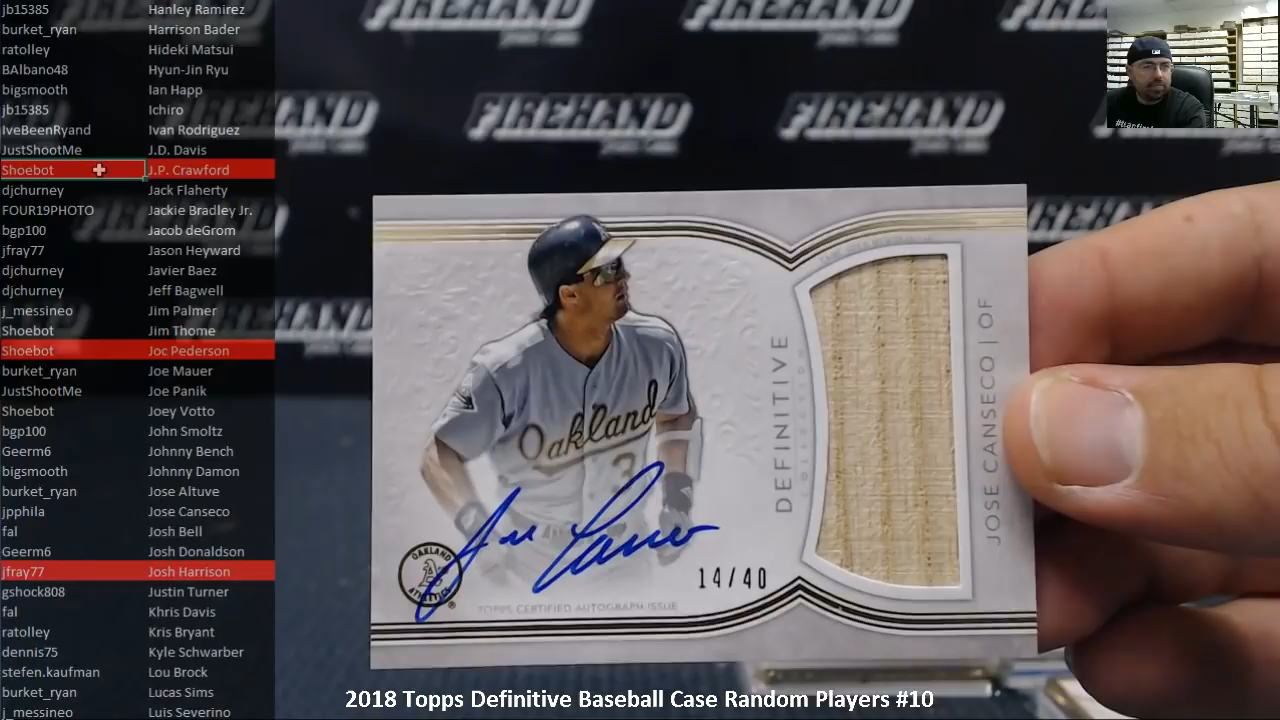 jb15385 Hanley Ramirez
burket_ryan Harrison Bader
ratolley Hideki Matsui
BAlbano48 Hyun-Jin Ryu
bigsmooth Ian Happ
jb15385 Ichiro
IveBeenRyand Ivan Rodriguez
JustShootMe J.D. Davis
Shoebot J.P. Crawford
djchurney Jack Flaherty
FOUR19PHOTO Jackie Bradley Jr.
bgp100 Jacob deGrom
jfray77 Jason Heyward
djchurney Javier Baez
djchurney Jeff Bagwell
j_messineo Jim Palmer
Shoebot Jim Thome
Shoebot Joc Pederson
burket_ryan Joe Mauer
JustShootMe Joe Panik
Shoebot Joey Votto
bgp100 John Smoltz
Geerm6 Johnny Bench
bigsmooth Johnny Damon
burket_ryan Jose Altuve
jpphila Jose Canseco
fal Josh Bell
Geerm6 Josh Donaldson
jfray77 Josh Harrison
gshock808 Justin Turner
fal Khris Davis
ratolley Kris Bryant
dennis75 Kyle Schwarber
stefen.kaufman Lou Brock
burket_ryan Lucas Sims
j_messineo Luis Severino
FIREHAND
FIREHAND
FIREHAND
Oakland
3
DEFINITIVE
COLLECTION
JOSE CANSECO | OF
OAKLAND
ATHLETICS
14/40
TOPPS CERTIFIED AUTOGRAPH ISSUE
2018 Topps Definitive Baseball Case Random Players #10